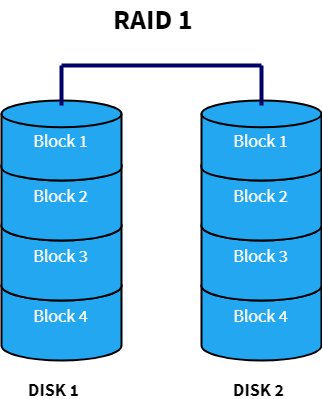 RAID 1
Block 1
Block 1
Block 2
Block 2
Block 3
Block 3
Block 4
Block 4
DISK 1
DISK 2